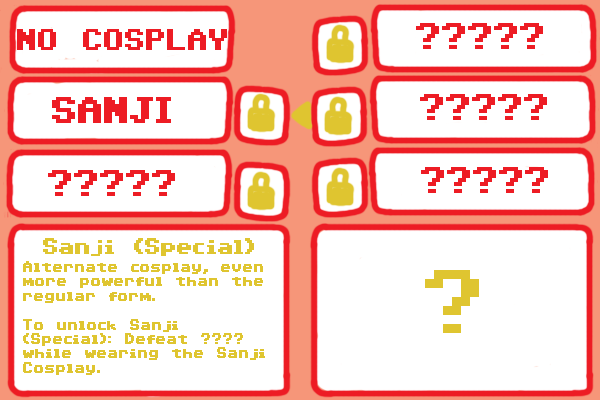 NO COSPLAY
?????
SANJI
?????
?????
?????
Sanji (Special)
Alternate cosplay, even
more powerful than the
regular form.
To unlock Sanji
(Special): Defeat ????
while wearing the Sanji
Cosplay.
?